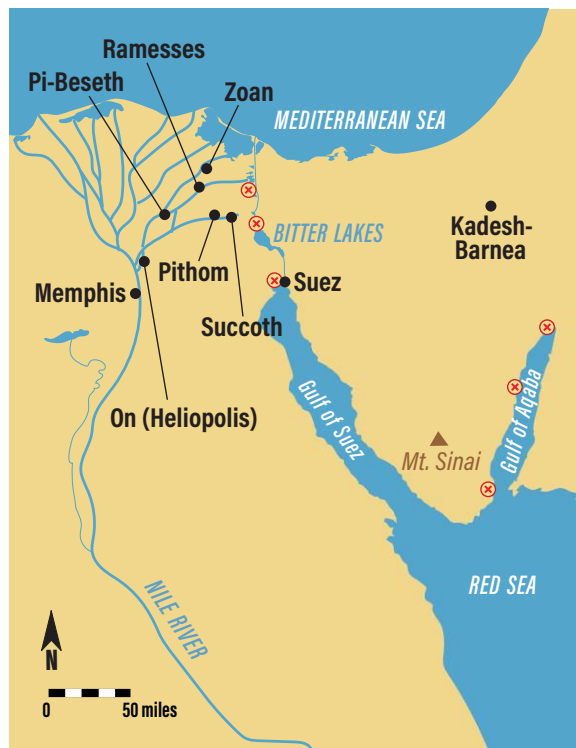 Ramesses
Pi-Beseth
Zoan
MEDITERRANEAN SEA
BITTER LAKES
Kadesh-
Barnea
Pithom
Suez
Memphis
Succoth
On (Heliopolis)
Gulf of Suez
Gulf of Aqaba
Mt. Sinai
RED SEA
NILE RIVER
N
0 50 miles